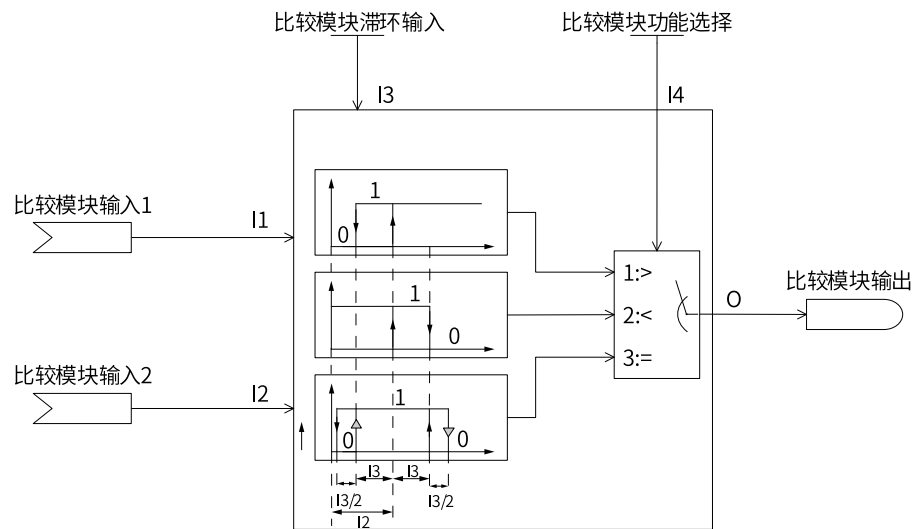 比较模块滞环输入
比较模块功能选择
I3
I4
比较模块输入1
I1
1
0
1:>
2:<
3:=
比较模块输出
O
1
0
比较模块输入2
I2
1
0
0
I3
I3
I3/2
I3/2
I2